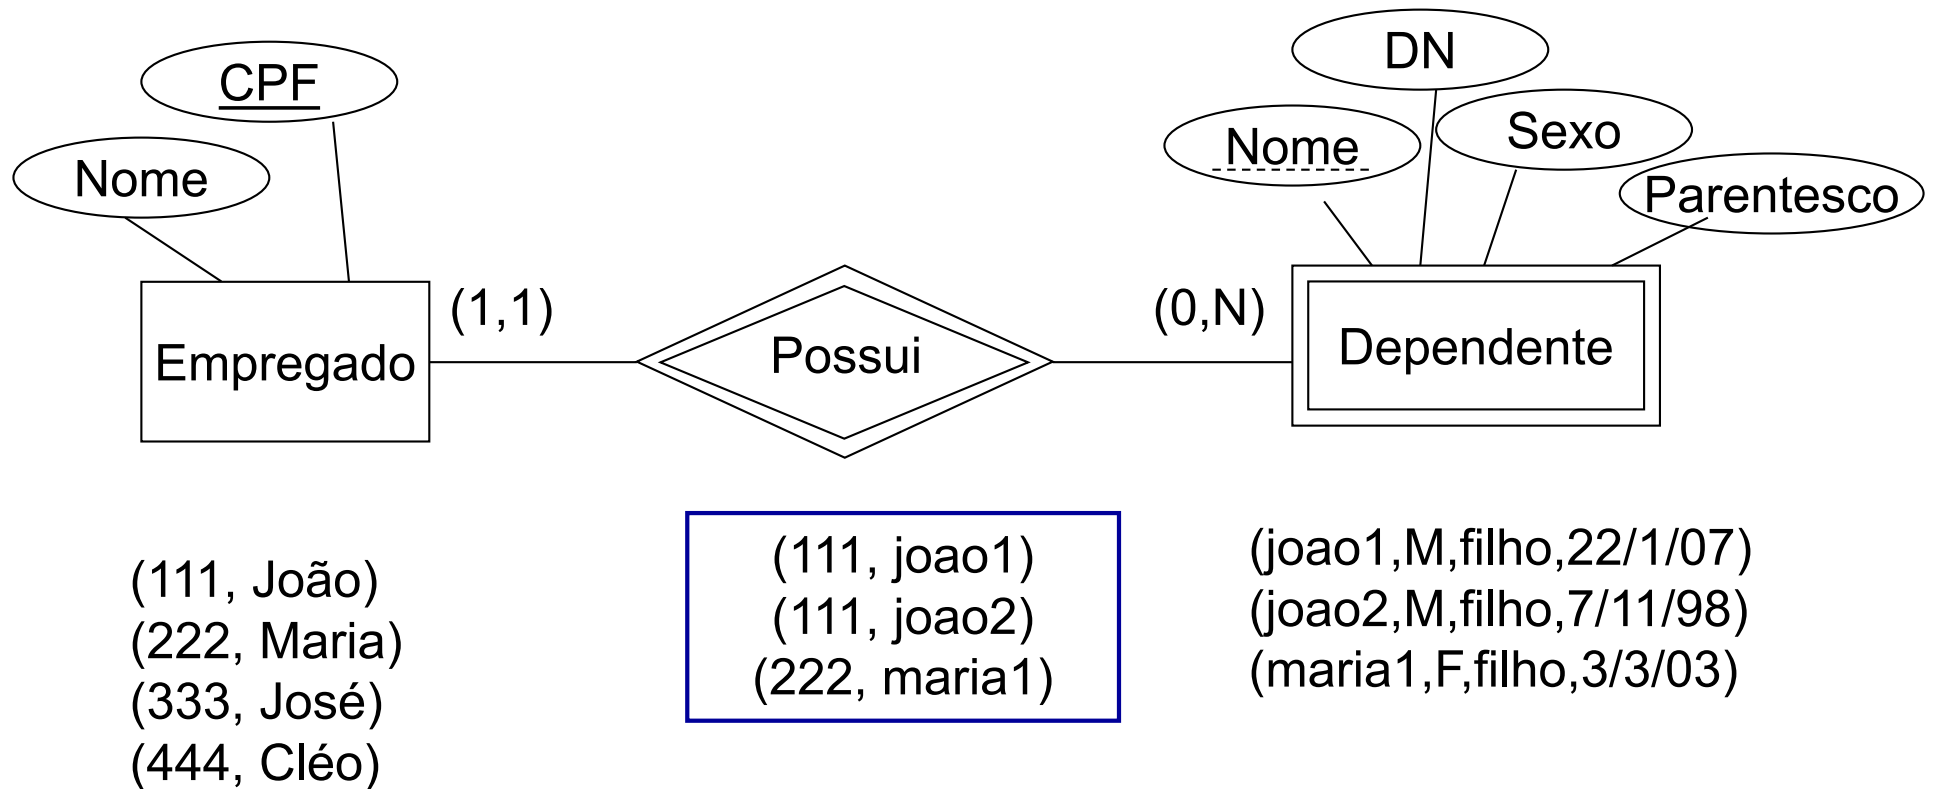 DN
CPF
Sexo
Nome
Nome
Parentesco
(1,1)
(0,N)
Empregado
Possui
Dependente
(111, João)
(222, Maria)
(333, José)
(444, Cléo)
(111, joao1)
(111, joao2)
(222, maria1)
(joao1,M,filho,22/1/07)
(joao2,M,filho,7/11/98)
(maria1,F,filho,3/3/03)